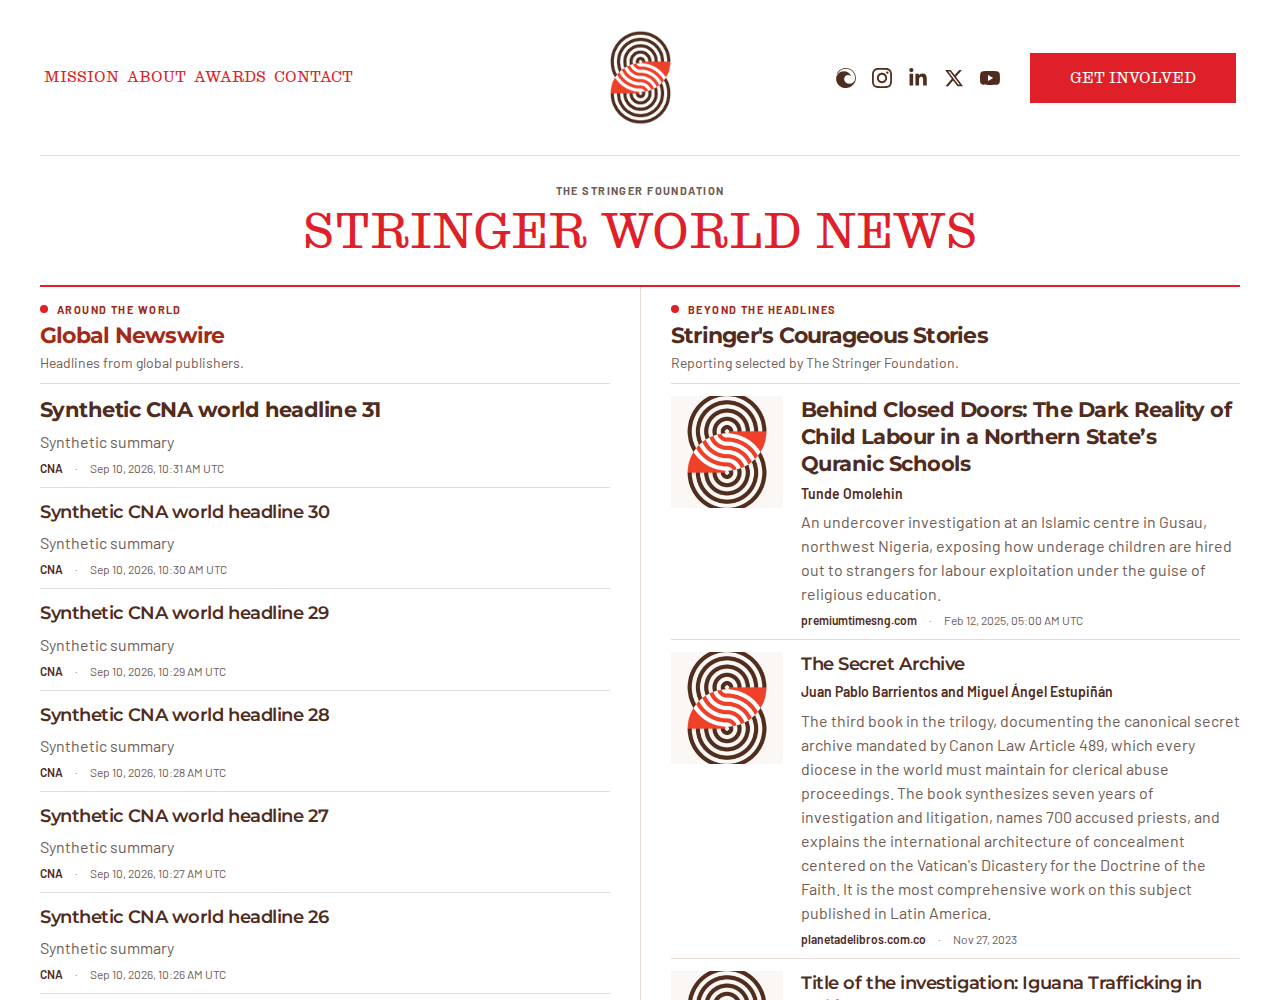 MISSION ABOUT AWARDS CONTACT
GET INVOLVED
THE STRINGER FOUNDATION
STRINGER WORLD NEWS
AROUND THE WORLD
Global Newswire
Headlines from global publishers.
Synthetic CNA world headline 31
Synthetic summary
CNA · Sep 10, 2026, 10:31 AM UTC
Synthetic CNA world headline 30
Synthetic summary
CNA · Sep 10, 2026, 10:30 AM UTC
Synthetic CNA world headline 29
Synthetic summary
CNA · Sep 10, 2026, 10:29 AM UTC
Synthetic CNA world headline 28
Synthetic summary
CNA · Sep 10, 2026, 10:28 AM UTC
Synthetic CNA world headline 27
Synthetic summary
CNA · Sep 10, 2026, 10:27 AM UTC
Synthetic CNA world headline 26
Synthetic summary
CNA · Sep 10, 2026, 10:26 AM UTC
BEYOND THE HEADLINES
Stringer's Courageous Stories
Reporting selected by The Stringer Foundation.
Behind Closed Doors: The Dark Reality of
Child Labour in a Northern State’s
Quranic Schools
Tunde Omolehin
An undercover investigation at an Islamic centre in Gusau,
northwest Nigeria, exposing how underage children are hired
out to strangers for labour exploitation under the guise of
religious education.
premiumtimesng.com · Feb 12, 2025, 05:00 AM UTC
The Secret Archive
Juan Pablo Barrientos and Miguel Ángel Estupiñán
The third book in the trilogy, documenting the canonical secret
archive mandated by Canon Law Article 489, which every
diocese in the world must maintain for clerical abuse
proceedings. The book synthesizes seven years of
investigation and litigation, names 700 accused priests, and
explains the international architecture of concealment
centered on the Vatican's Dicastery for the Doctrine of the
Faith. It is the most comprehensive work on this subject
published in Latin America.
planetadelibros.com.co · Nov 27, 2023
Title of the investigation: Iguana Trafficking in